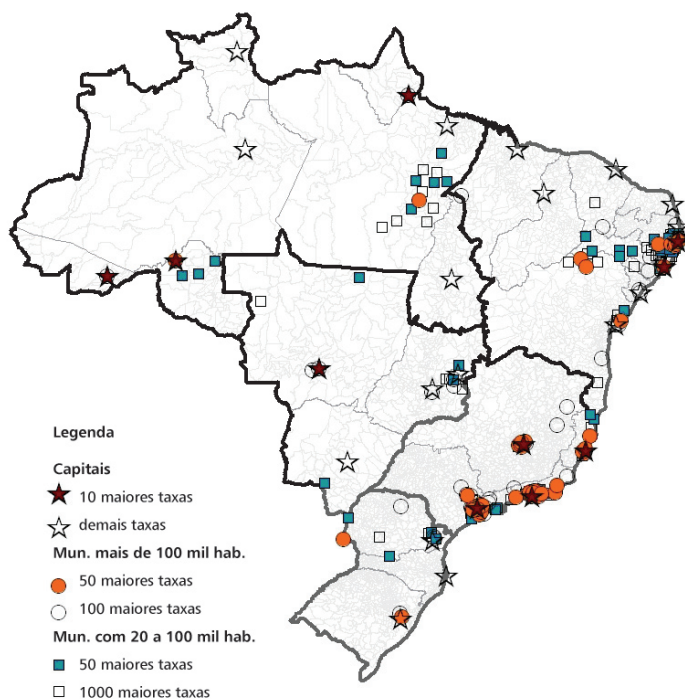 Legenda
Capitais
10 maiores taxas
demais taxas
Mun. mais de 100 mil hab.
50 maiores taxas
100 maiores taxas
Mun. com 20 a 100 mil hab.
50 maiores taxas
1000 maiores taxas